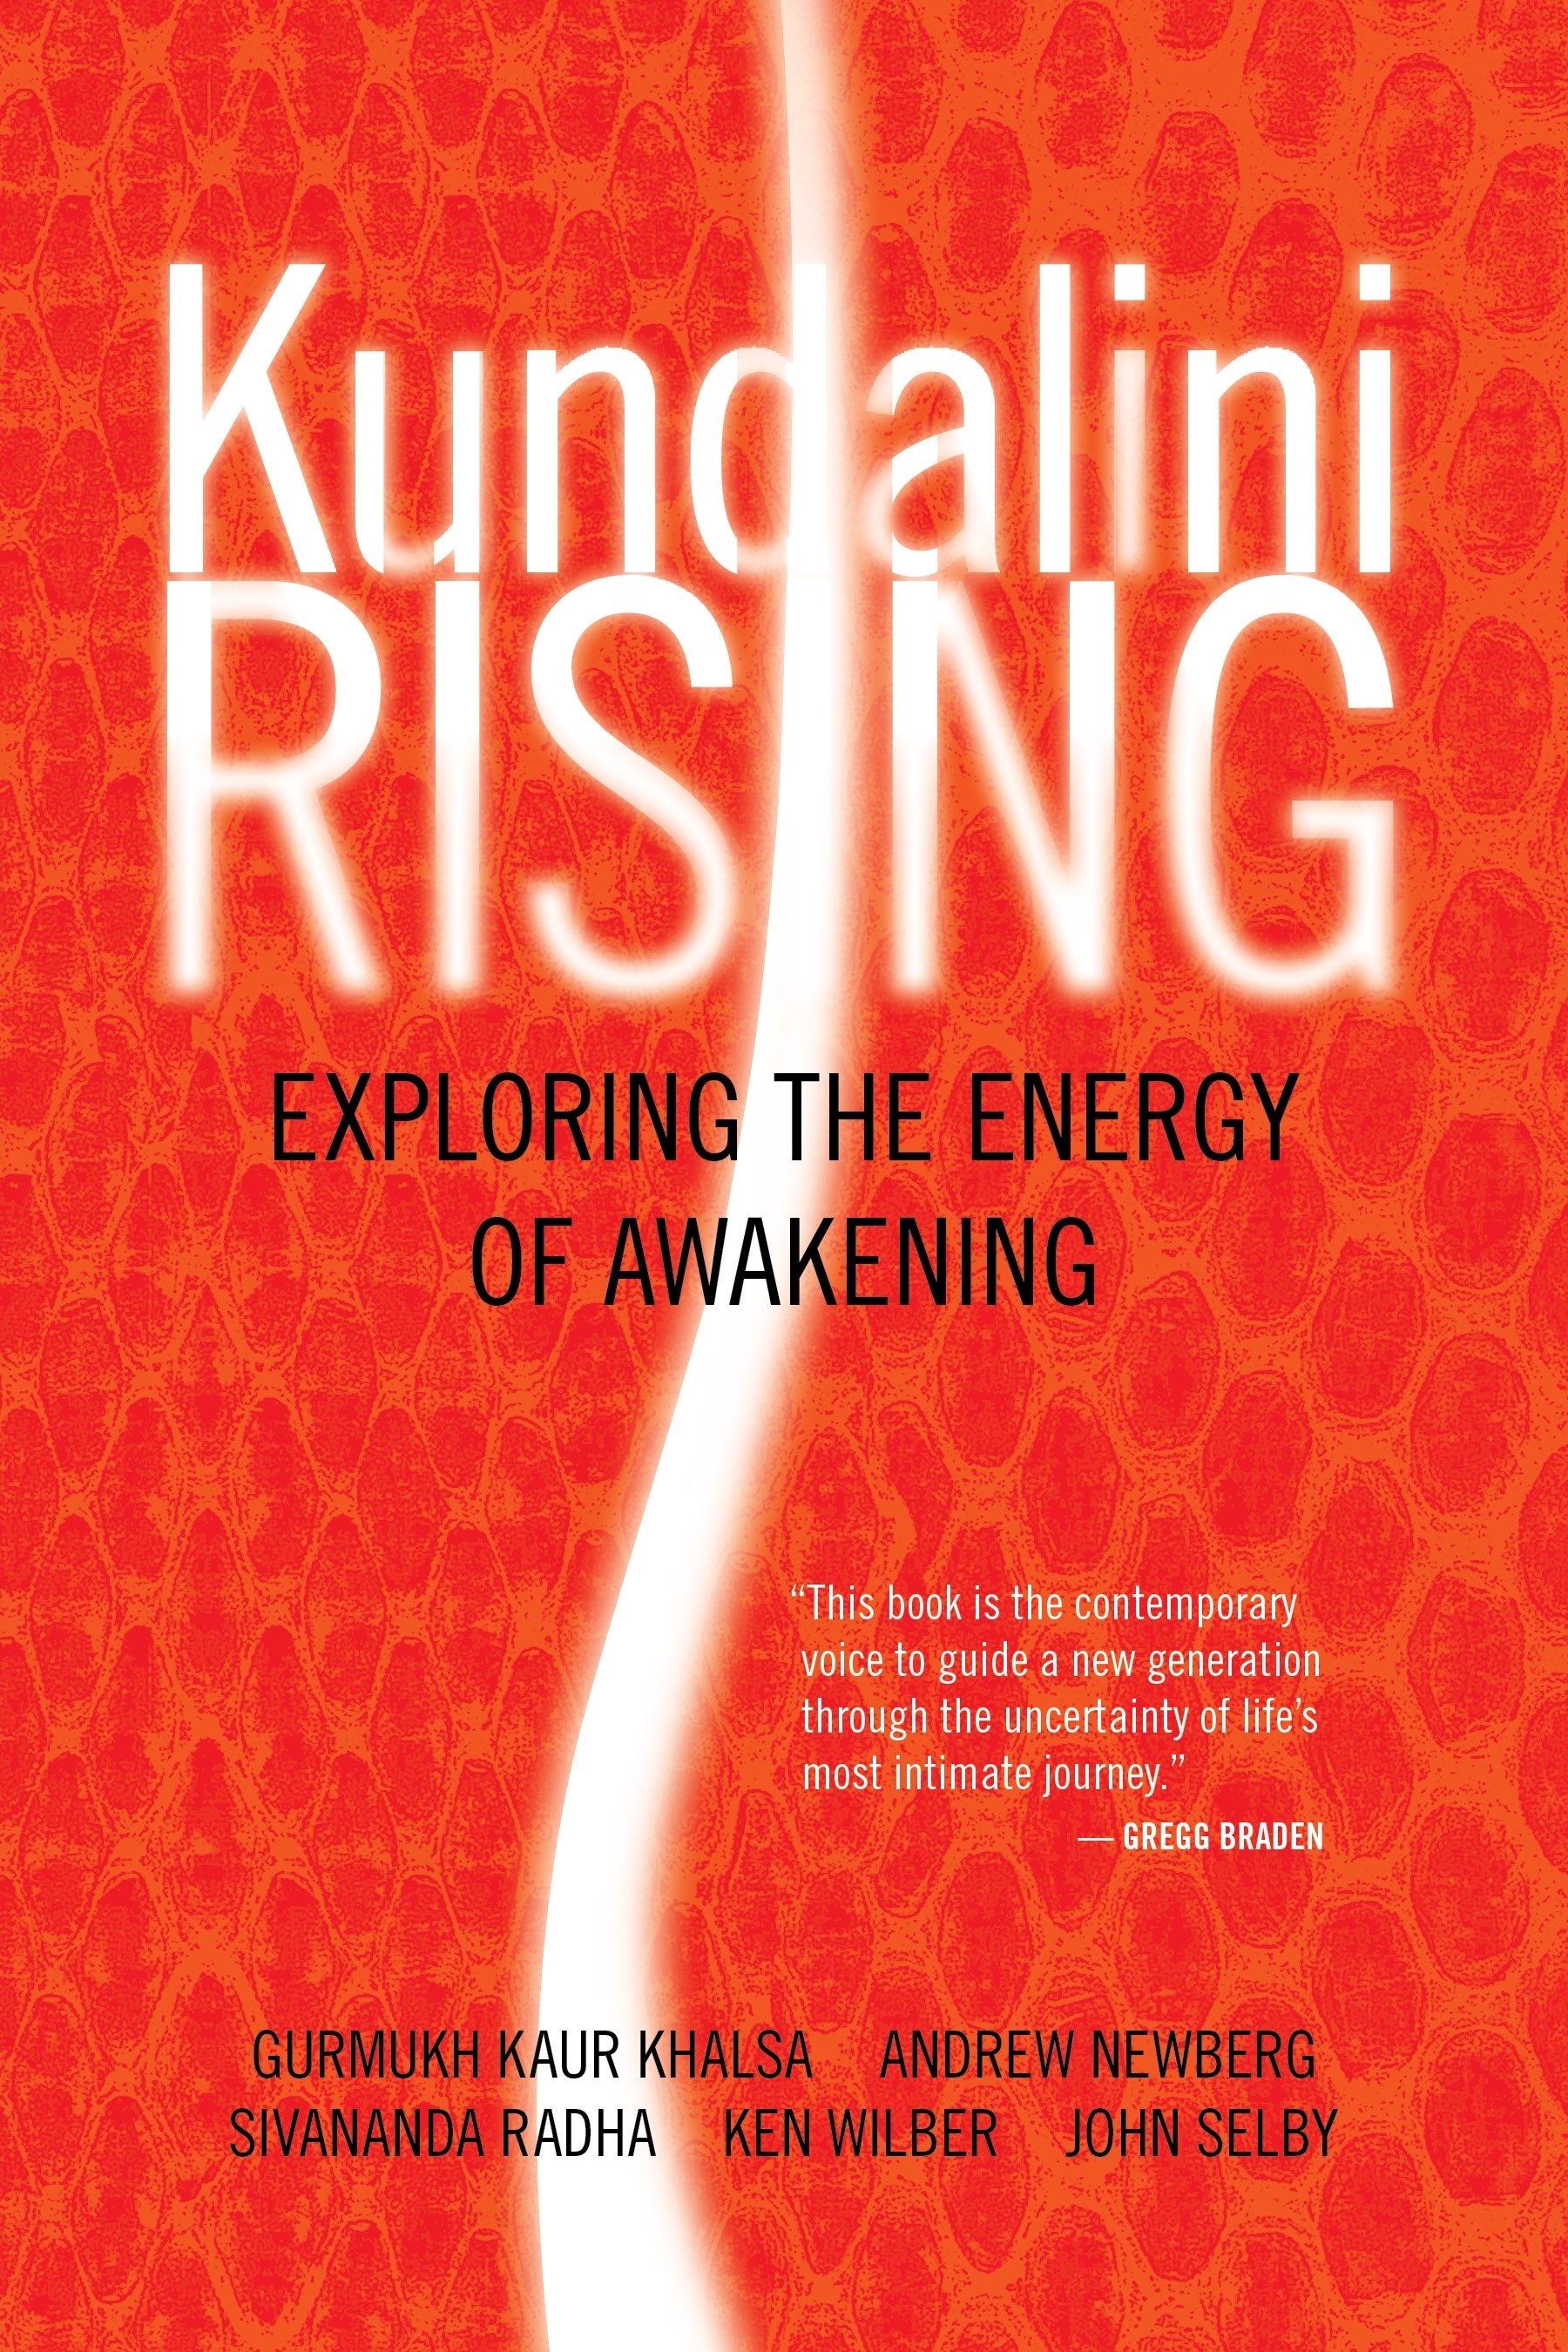 Kundalini
RISING
EXPLORING THE ENERGY
OF AWAKENING
“This book is the contemporary
voice to guide a new generation
through the uncertainty of life’s
most intimate journey.”
— GREGG BRADEN
GURMUKH KAUR KHALSA ANDREW NEWBERG
SIVANANDA RADHA KEN WILBER JOHN SELBY